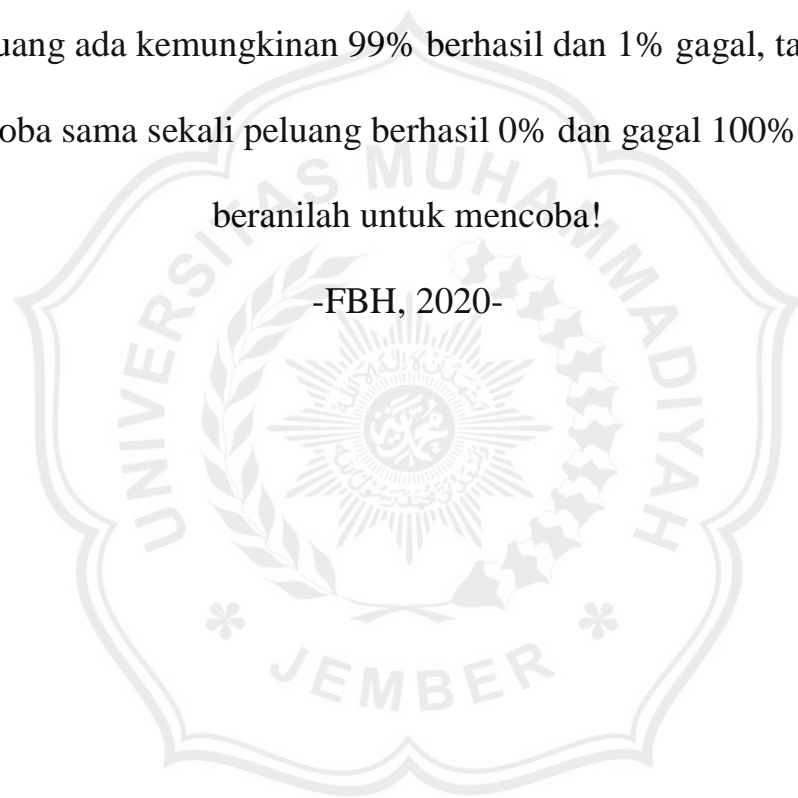 uang ada kemungkinan 99% berhasil dan 1% gagal, ta
oba sama sekali peluang berhasil 0% dan gagal 100%
beranilah untuk mencoba!
-FBH, 2020-
UNIVERSITAS MUHAMMADIYAH
JEMBER